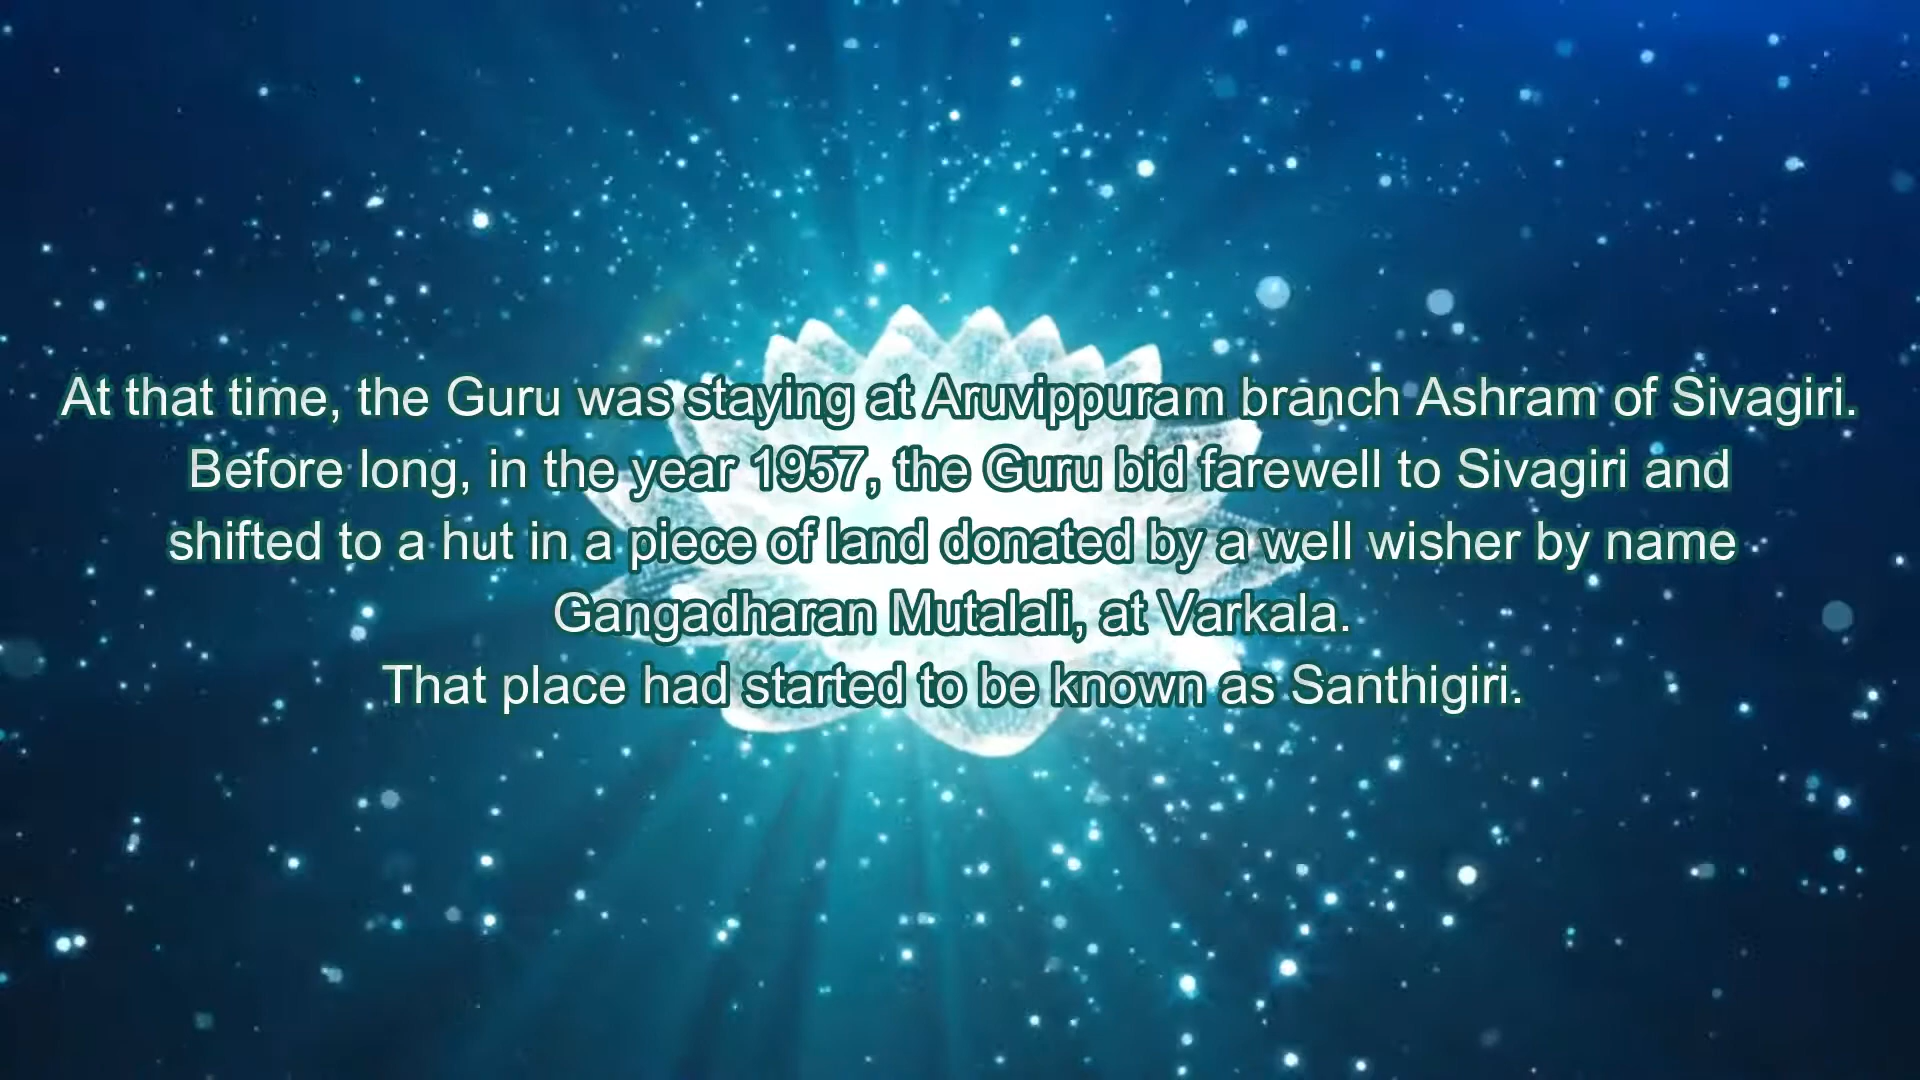 At that time, the Guru was staying at Aruvippuram branch Ashram of Sivagiri.
Before long, in the year 1957, the Guru bid farewell to Sivagiri and
shifted to a hut in a piece of land donated by a well wisher by name
Gangadharan Mutalali, at Varkala.
That place had started to be known as Santhigiri.